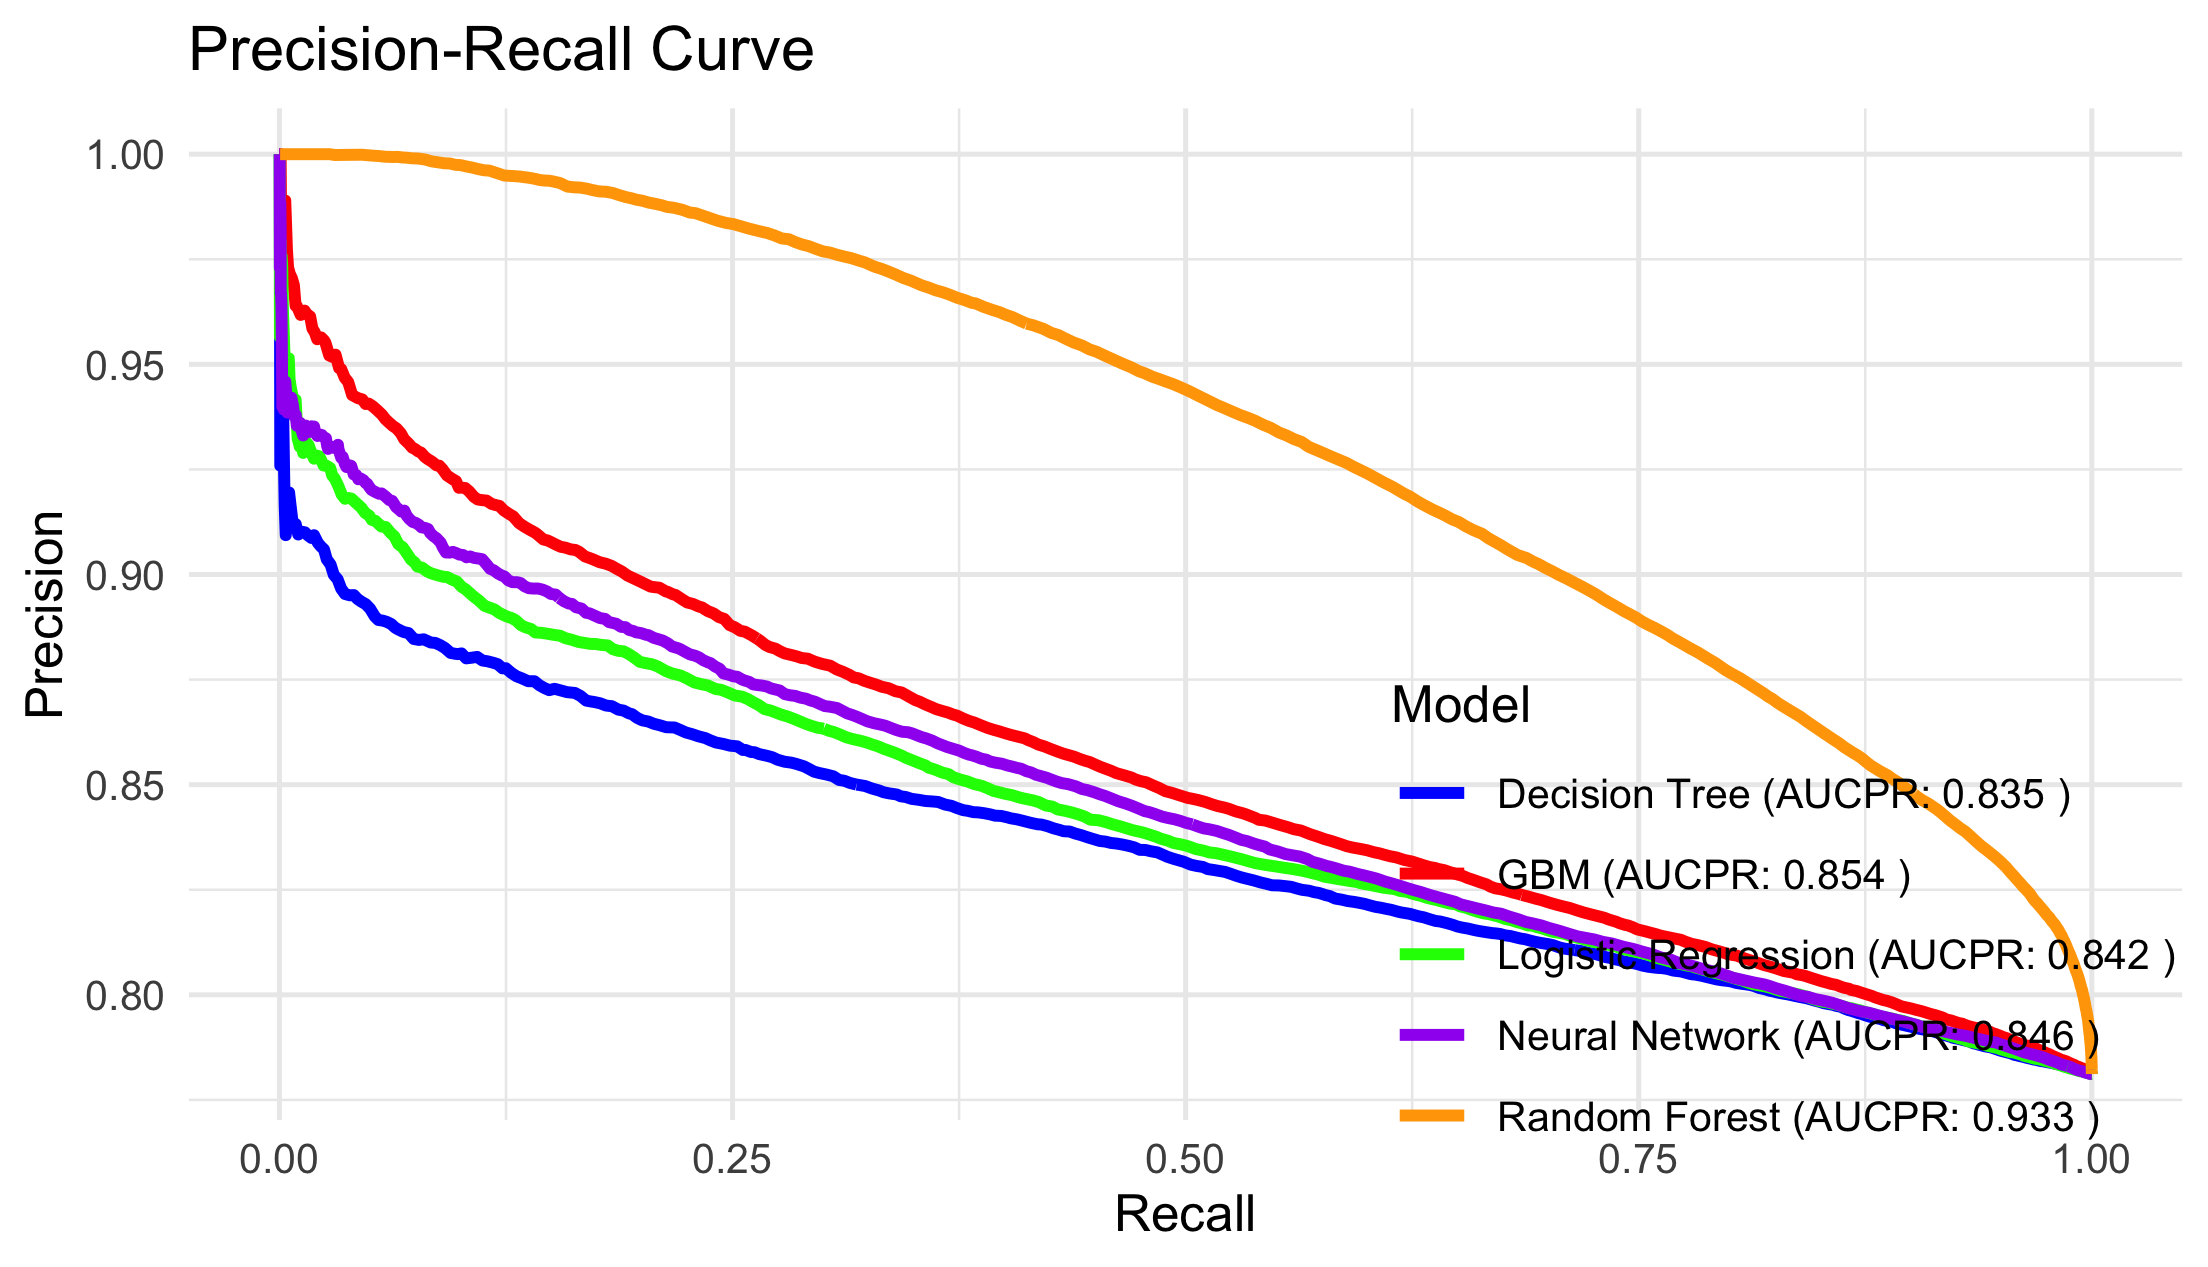 Precision-Recall Curve
1.00
0.95
0.90
0.85
0.80
Precision
Model
Decision Tree (AUCPR: 0.835 )
GBM (AUCPR: 0.854 )
Logistic Regression (AUCPR: 0.842 )
Neural Network (AUCPR: 0.846 )
Random Forest (AUCPR: 0.933 )
0.00 0.25 0.50 0.75 1.00
Recall